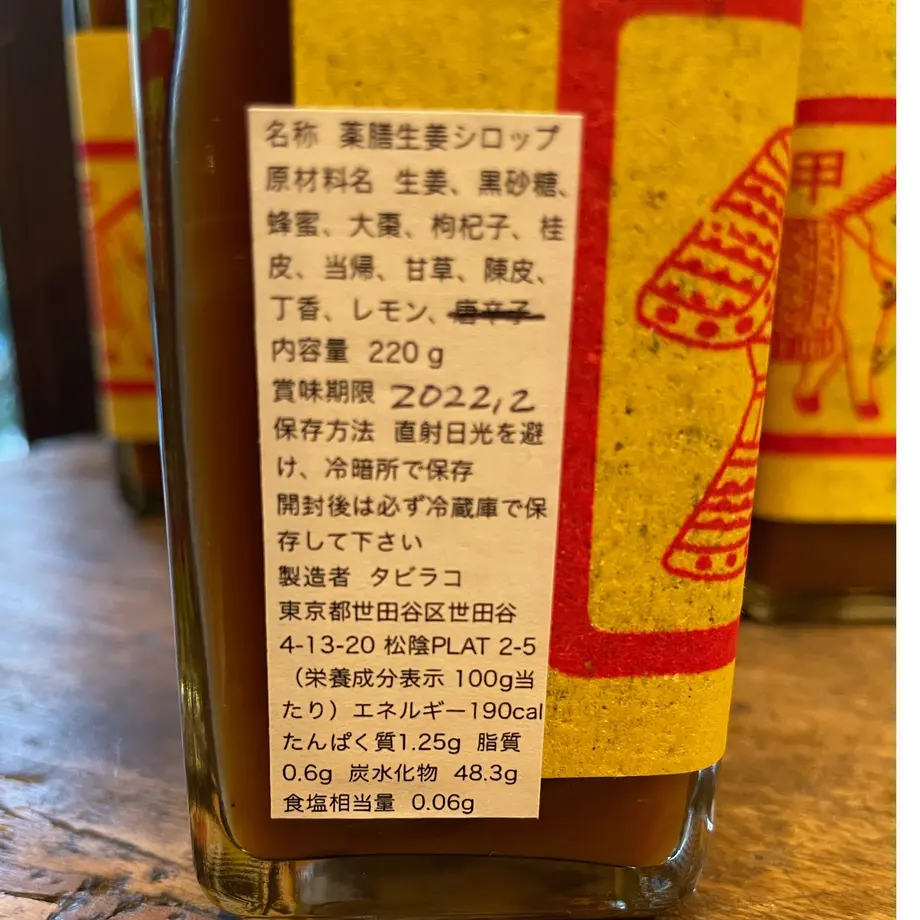 名称 薬膳生姜シロップ
原材料名 生姜、黒砂糖、
蜂蜜、大棗、枸杞子、桂
皮、当帰、甘草、陳皮、
丁香、レモン、唐辛子
内容量 220 g
賞味期限 2022,2
保存方法 直射日光を避
け、冷暗所で保存
開封後は必ず冷蔵庫で保
存して下さい
製造者 タビラコ
東京都世田谷区世田谷
4-13-20 松陰PLAT 2-5
（栄養成分表示 100g当
たり）エネルギー190cal
たんぱく質1.25g 脂質
0.6g 炭水化物 48.3g
食塩相当量 0.06g
甲